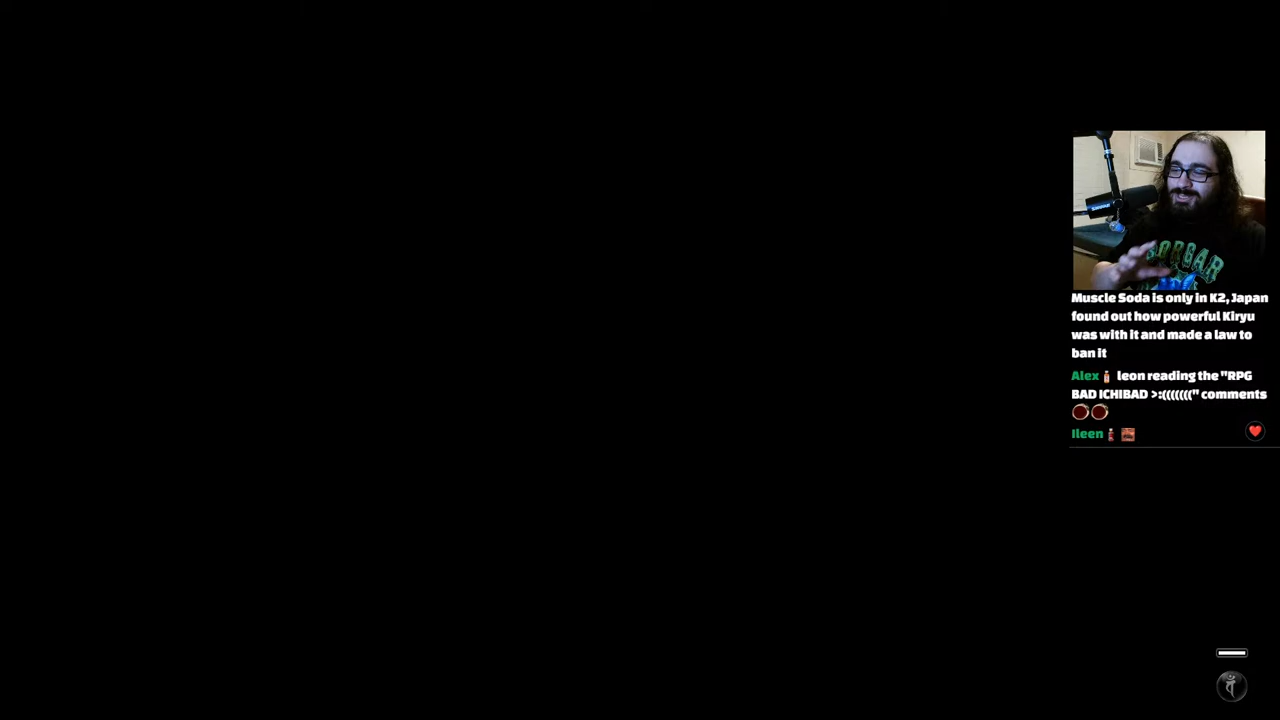 SORGAR
Muscle Soda is only in K2, Japan
found out how powerful Kiryu
was with it and made a law to
ban it
Alex leon reading the "RPG
BAD ICHIBAD >:(((((((" comments
Ileen